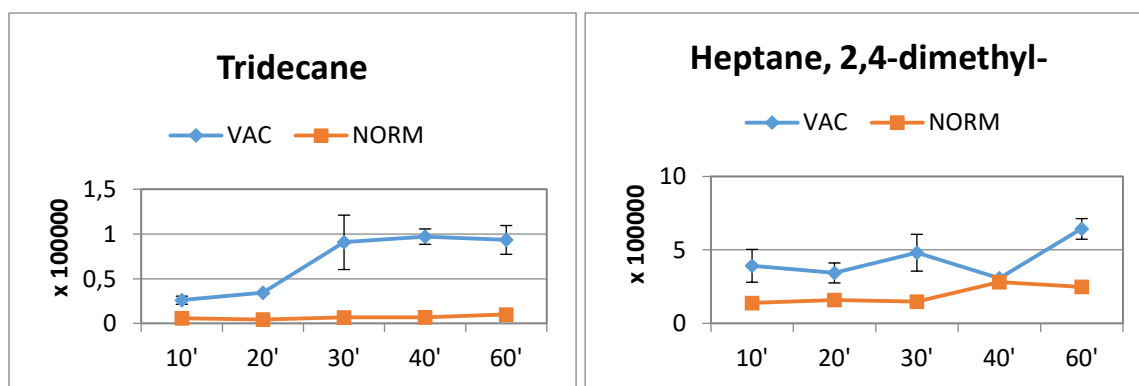 Tridecane
VAC NORM
x 100000
1,5
1
0,5
0
10' 20' 30' 40' 60'
Heptane, 2,4-dimethyl-
VAC NORM
x 100000
10
5
0
10' 20' 30' 40' 60'